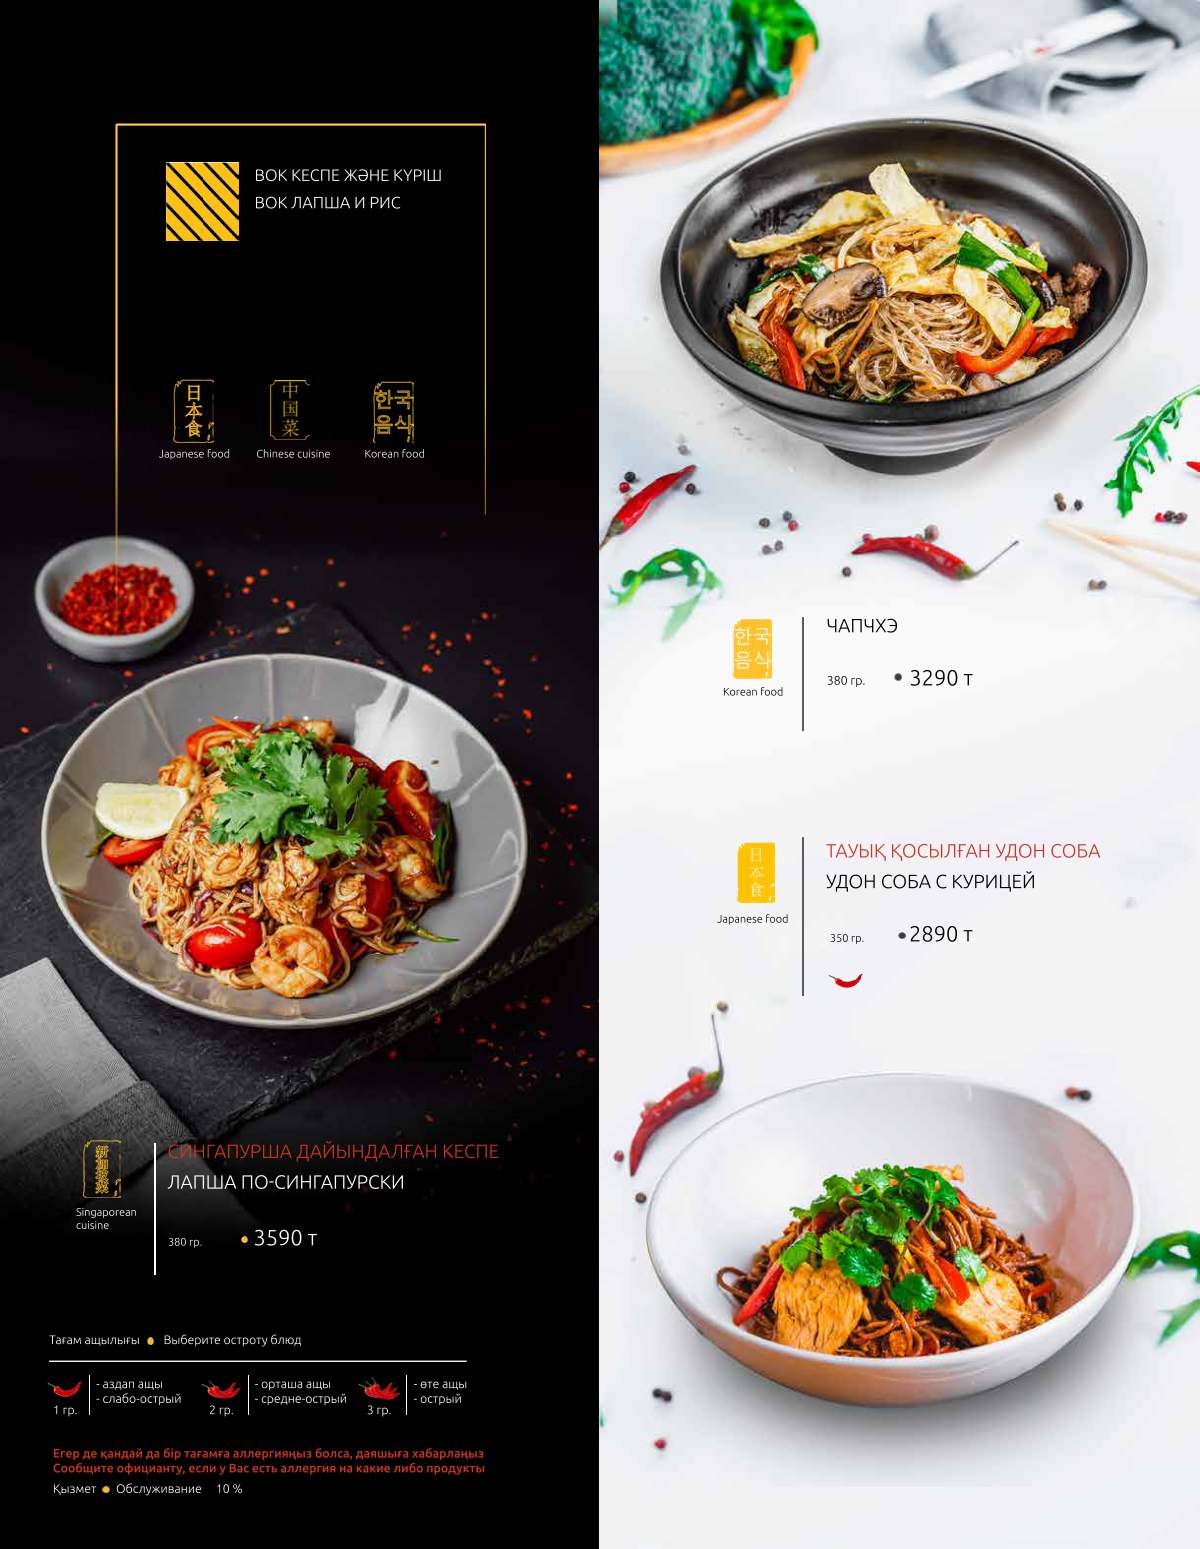 ВОК КЕСПЕ ЖӘНЕ КҮРІШ
ВОК ЛАПША И РИС
日本食
中国菜
한국
음식
Japanese food
Chinese cuisine
Korean food
한국
음식
Korean food
ЧАПЧХЭ
380 гр.
• 3290 т
日本食
Japanese food
ТАУЫҚ ҚОСЫЛҒАН УДОН СОБА
УДОН СОБА С КУРИЦЕЙ
350 гр.
• 2890 т
Singaporean
cuisine
СИНГАПУРША ДАЙЫНДАЛҒАН КЕСПЕ
ЛАПША ПО-СИНГАПУРСКИ
380 гр.
• 3590 т
Тағам ащылығы • Выберите остроту блюд
1 гр.
- аздап ащы
- слабо-острый
2 гр.
- орташа ащы
- средне-острый
3 гр.
- өте ащы
- острый
Егер де қандай да бір тағамға аллергияңыз болса, даяшыға хабарлаңыз
Сообщите официанту, если у Вас есть аллергия на какие либо продукты
Қызмет • Обслуживание 10 %